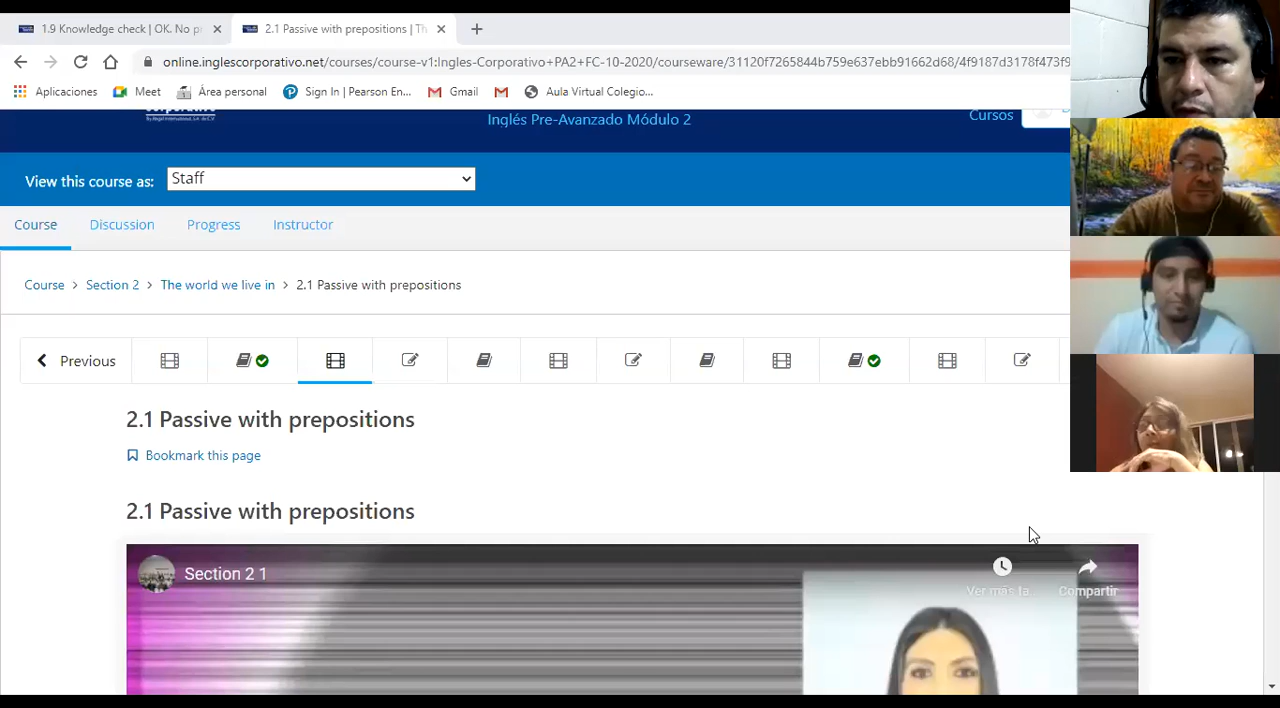 1.9 Knowledge check | OK. No p
2.1 Passive with prepositions | Th
online.inglescorporativo.net/courses/course-v1:Ingles-Corporativo+PA2+FC-10-2020/courseware/31120f7265844b759e637ebb91662d68/4f9187d3178f473f9
Aplicaciones
Meet
Área personal
Sign In | Pearson En...
Gmail
Aula Virtual Colegio...
Inglés Pre-Avanzado Módulo 2
Cursos
View this course as:
Staff
Course
Discussion
Progress
Instructor
Course > Section 2 > The world we live in > 2.1 Passive with prepositions
Previous
2.1 Passive with prepositions
Bookmark this page
2.1 Passive with prepositions
Section 2 1
Ver más ta...
Compartir